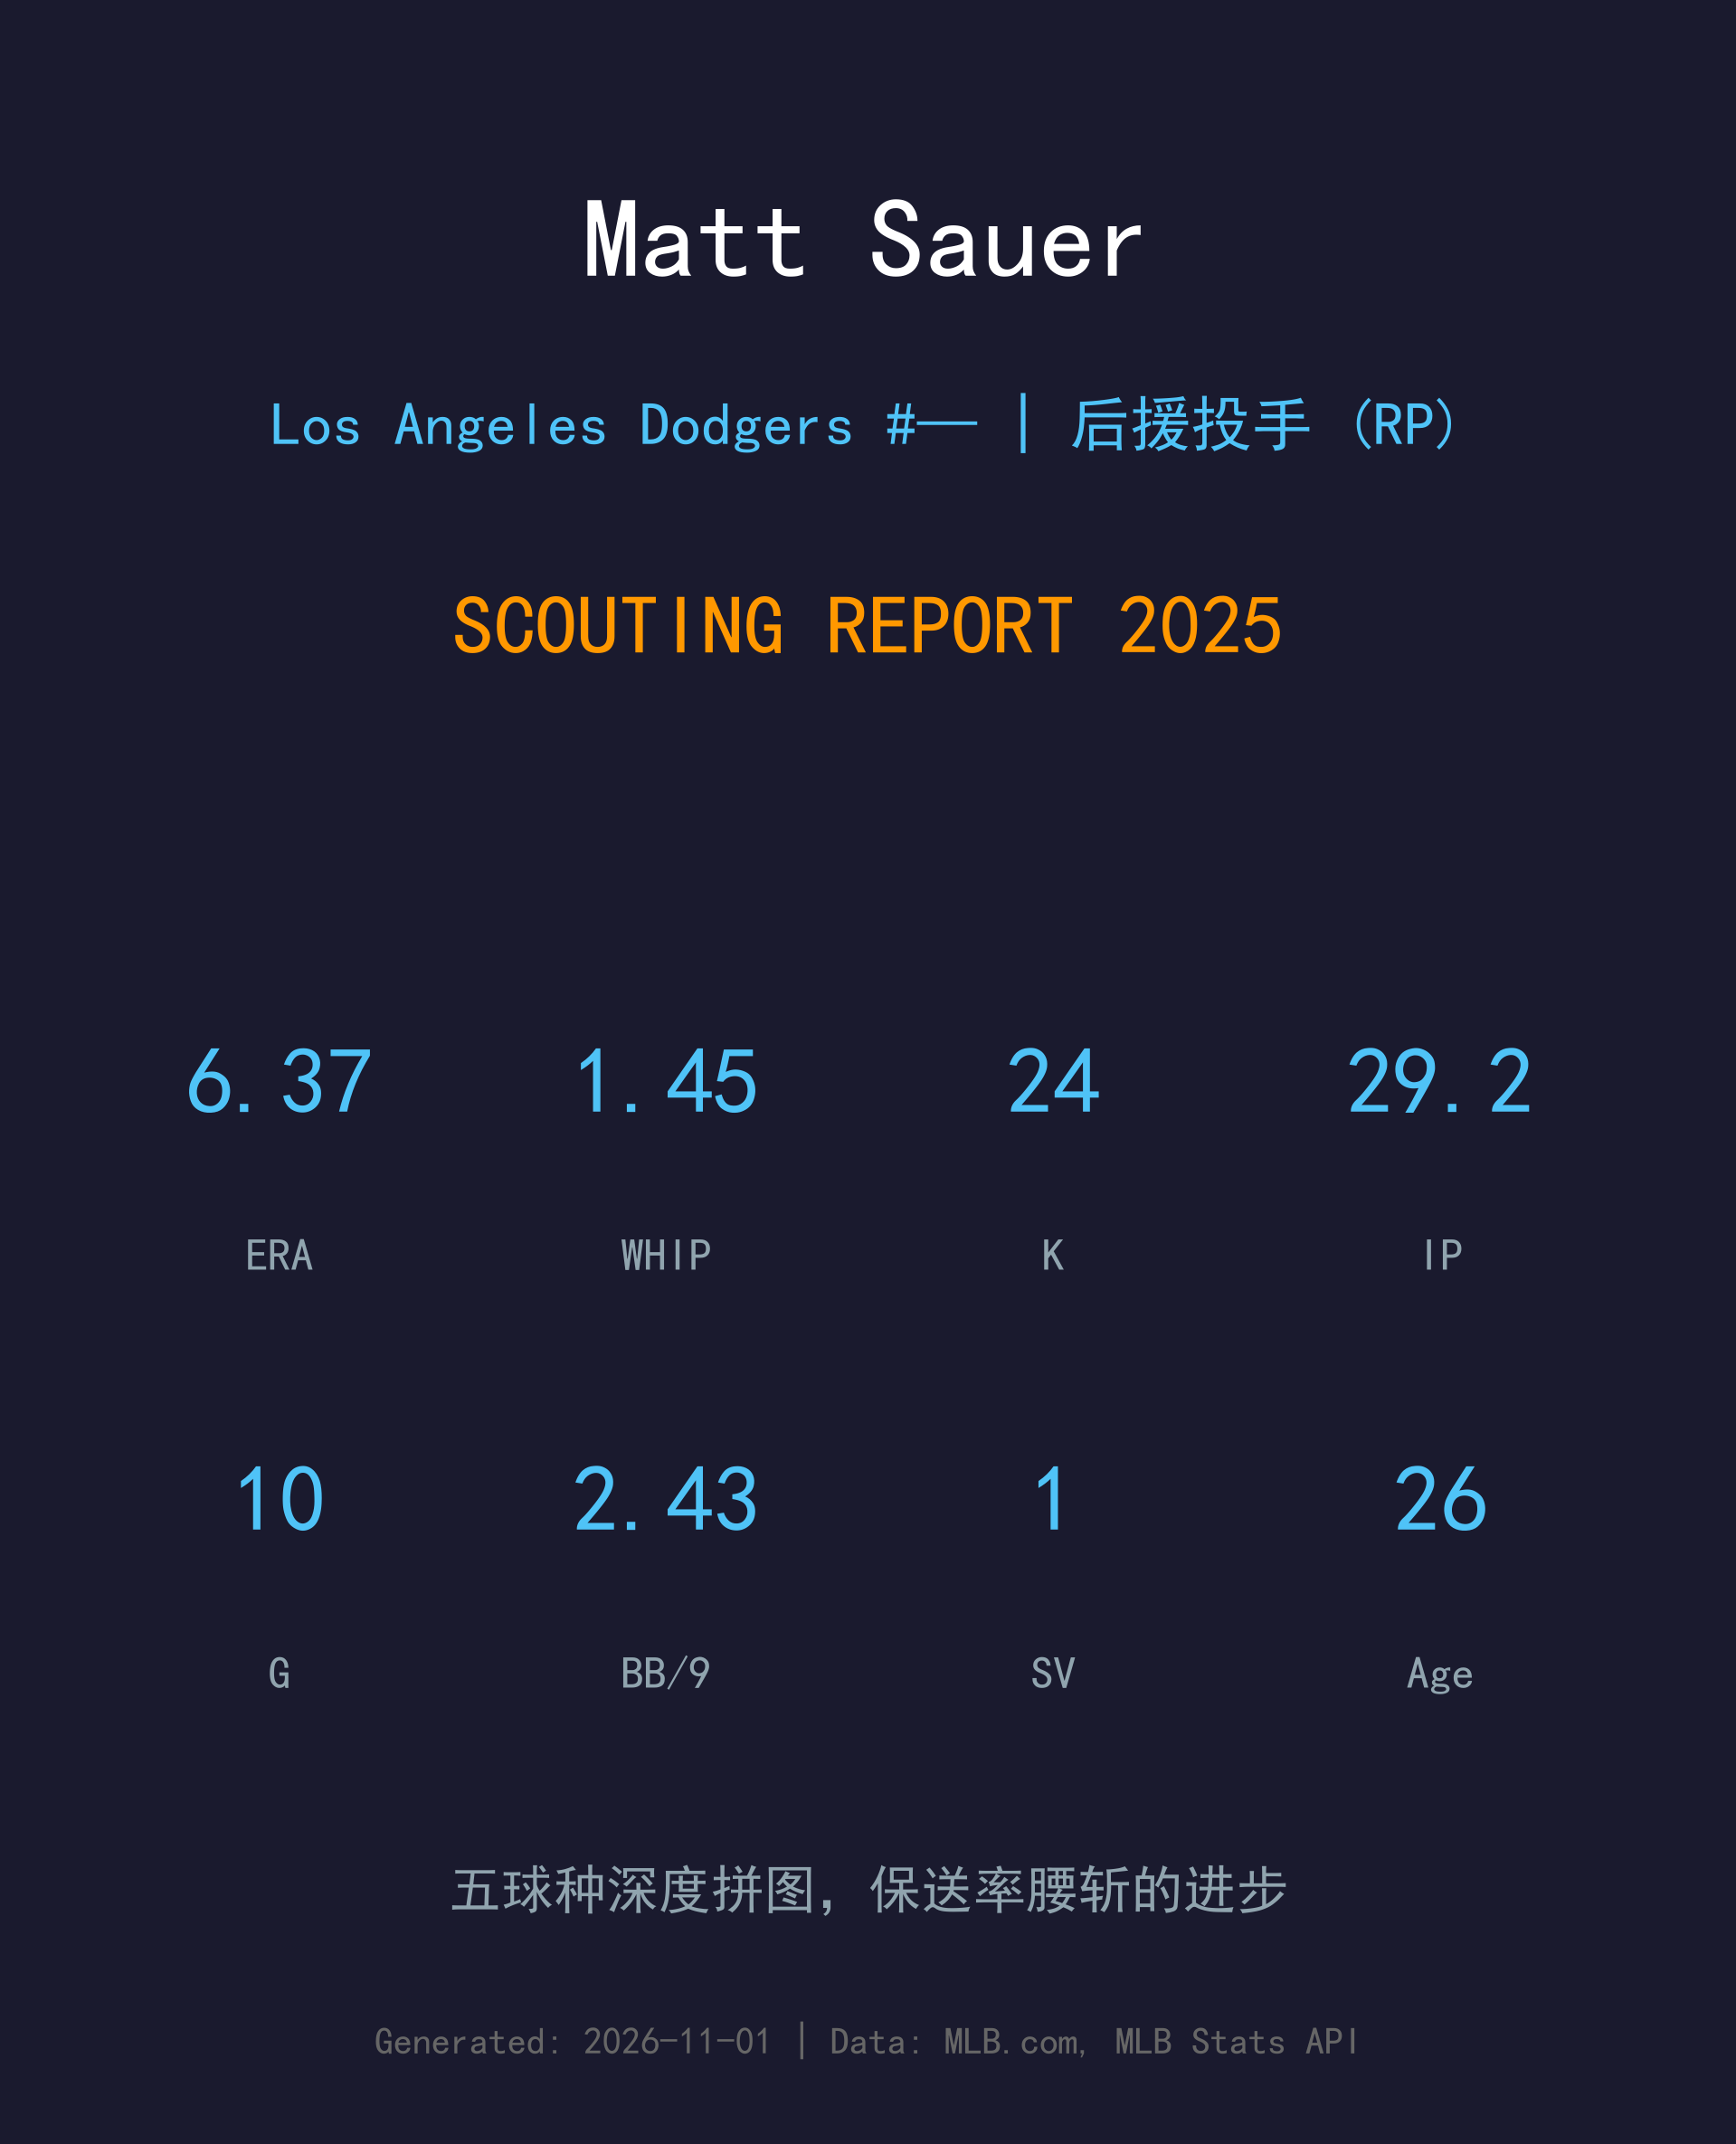 Matt Sauer
Los Angeles Dodgers #— | 后援投手 (RP)
SCOUTING REPORT 2025
6.37 1.45 24 29.2
ERA WHIP K IP
10 2.43 1 26
G BB/9 SV Age
五球种深度拼图, 保送率腰斩的进步
Generated: 2026-11-01 | Data: MLB.com, MLB Stats API